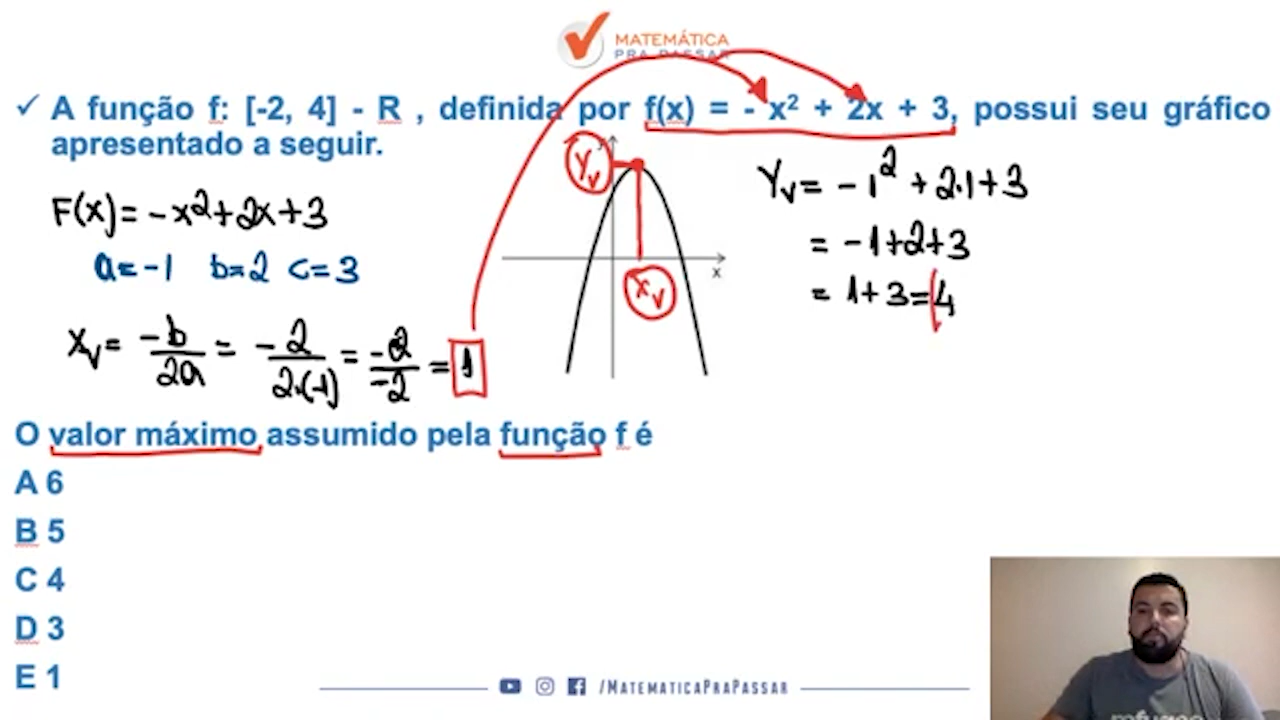 MATEMÁTICA
PRA PASSAR
✓ A função f: [-2, 4] - R , definida por f(x) = - x² + 2x + 3, possui seu gráfico
apresentado a seguir.
F(x) = -x²+2x+3
a=-1 b=2 c=3
Xv = -b/2a = -2/2·(-1) = -2/-2 = 1
y
Yv
Xv
x
Yv = -1² + 2·1+3
= -1+2+3
= 1+3=4
O valor máximo assumido pela função f é
A 6
B 5
C 4
D 3
E 1
/MatematicaPraPassar